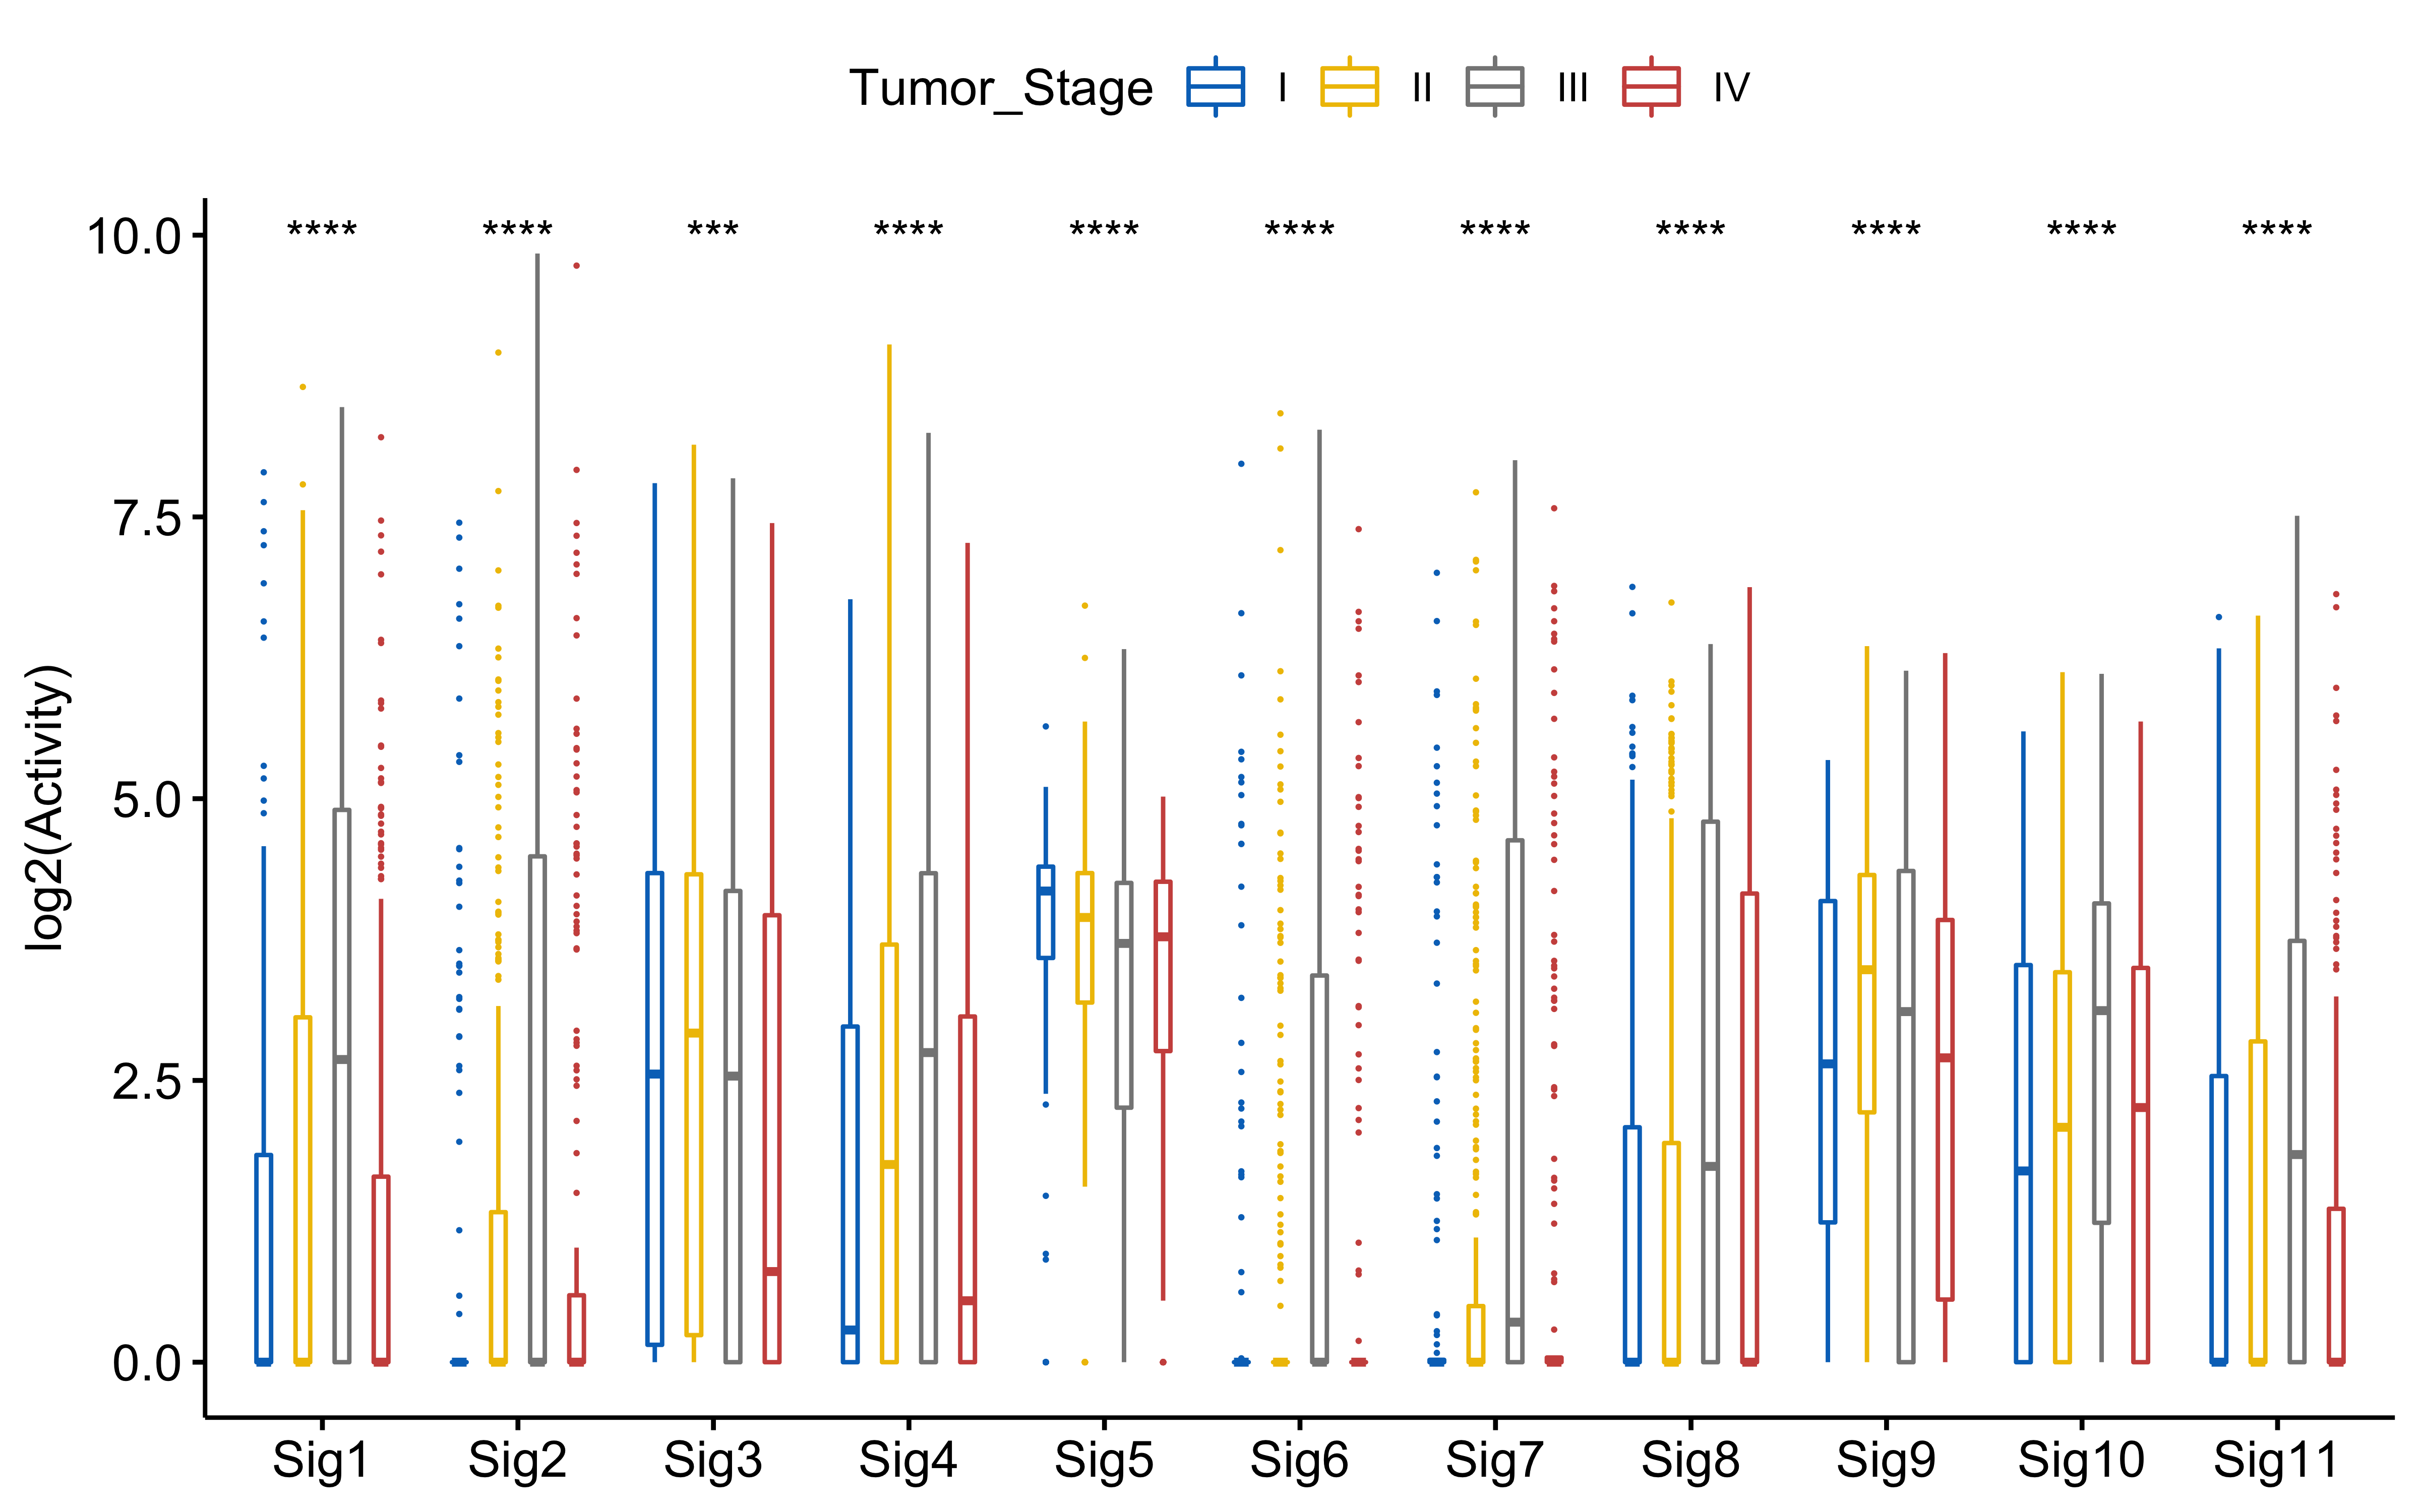 Tumor_Stage I II III IV
**** **** *** **** **** **** **** **** **** **** ****
10.0
7.5
5.0
2.5
0.0
log2(Activity)
Sig1 Sig2 Sig3 Sig4 Sig5 Sig6 Sig7 Sig8 Sig9 Sig10 Sig11